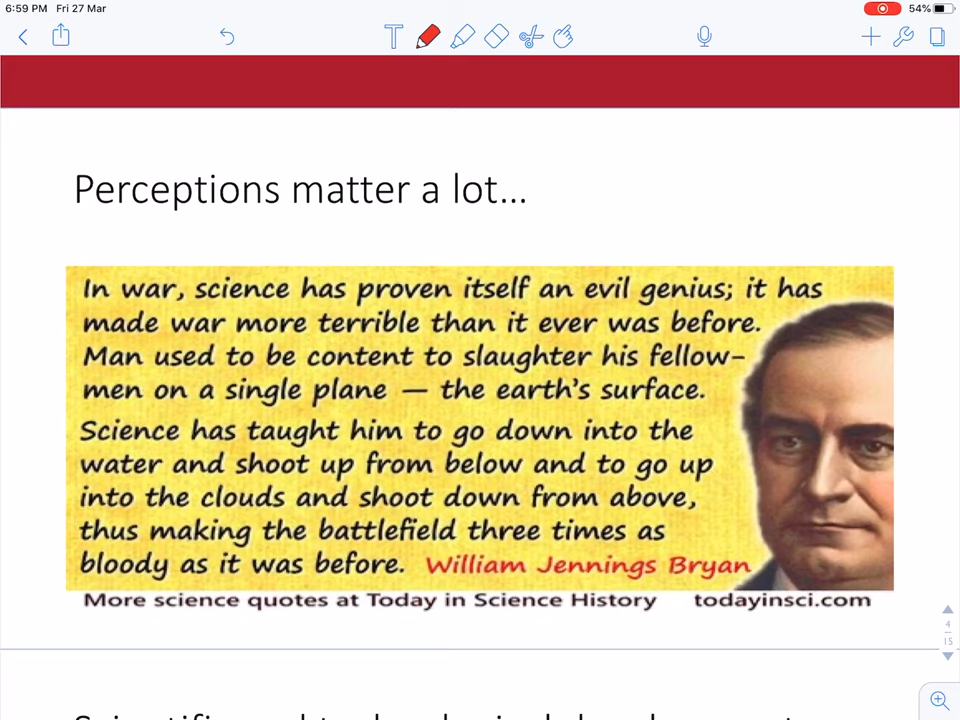 6:59 PM Fri 27 Mar
54%
Perceptions matter a lot...
In war, science has proven itself an evil genius; it has
made war more terrible than it ever was before.
Man used to be content to slaughter his fellow-
men on a single plane — the earth's surface.
Science has taught him to go down into the
water and shoot up from below and to go up
into the clouds and shoot down from above,
thus making the battlefield three times as
bloody as it was before. William Jennings Bryan
More science quotes at Today in Science History todayinsci.com
4
15